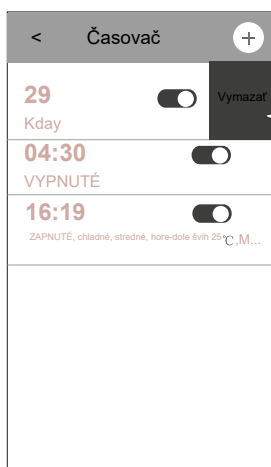 < Časovač +
29
Vymazať
Kday
04:30
VYPNUTÉ
16:19
ZAPNUTÉ, chladné, stredné, hore-dole švih 25℃,M...